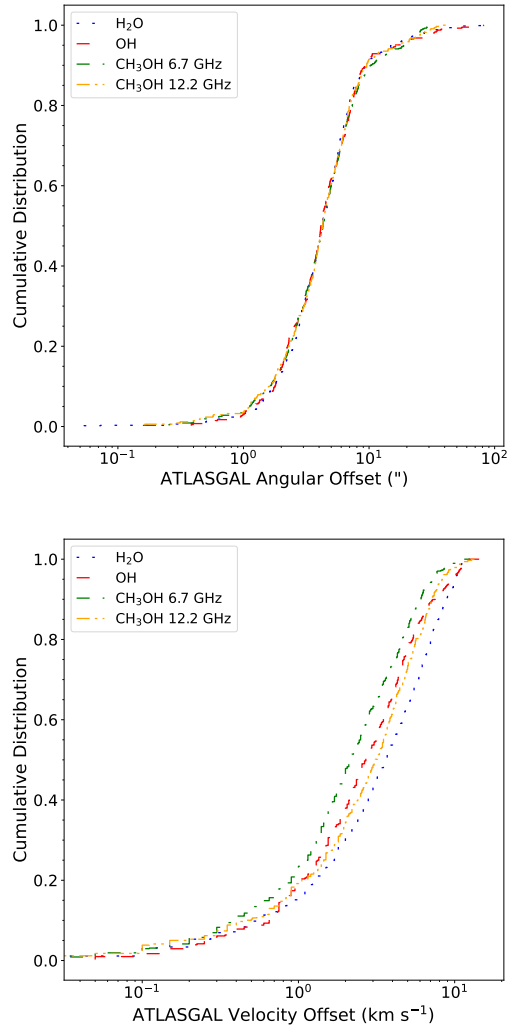 1.0
0.8
0.6
0.4
0.2
0.0
Cumulative Distribution
H₂O
OH
CH₃OH 6.7 GHz
CH₃OH 12.2 GHz
10⁻¹ 10⁰ 10¹ 10²
ATLASGAL Angular Offset (")
1.0
0.8
0.6
0.4
0.2
0.0
Cumulative Distribution
H₂O
OH
CH₃OH 6.7 GHz
CH₃OH 12.2 GHz
10⁻¹ 10⁰ 10¹
ATLASGAL Velocity Offset (km s⁻¹)